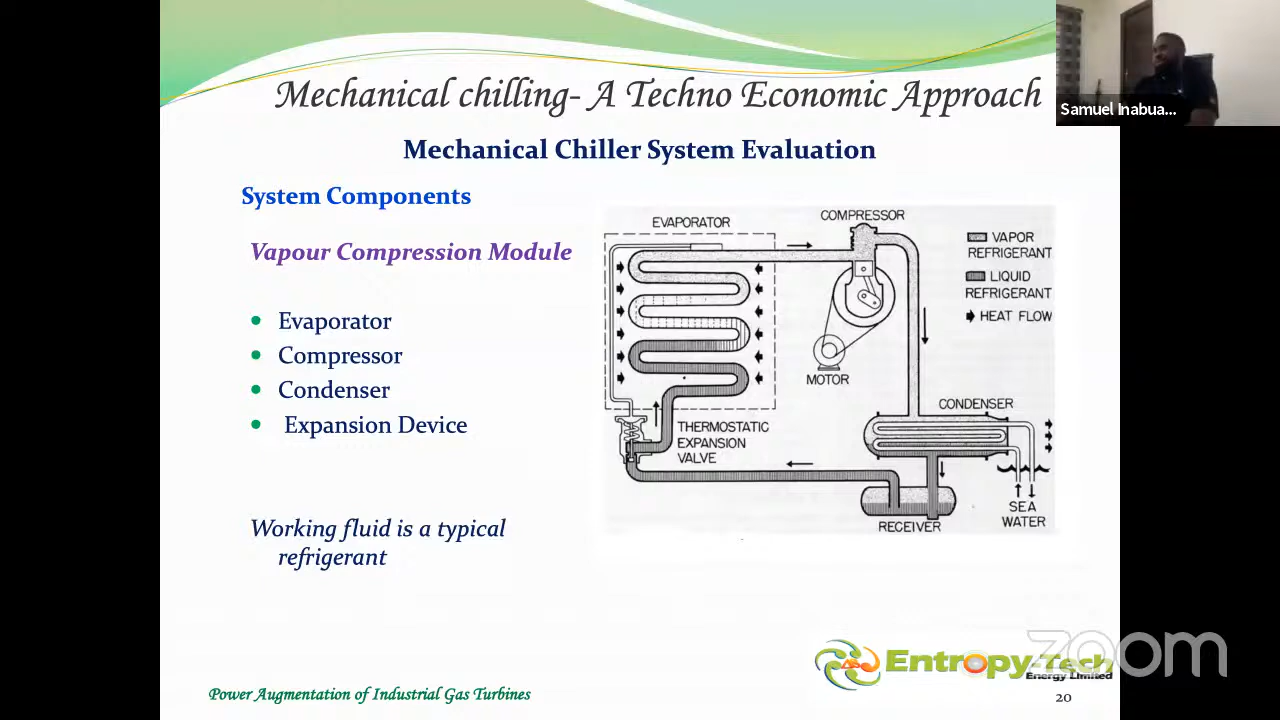 Mechanical chilling- A Techno Economic Approach
Samuel Inabua...
Mechanical Chiller System Evaluation
System Components
Vapour Compression Module
• Evaporator
• Compressor
• Condenser
• Expansion Device
Working fluid is a typical
refrigerant
EVAPORATOR
COMPRESSOR
VAPOR
REFRIGERANT
LIQUID
REFRIGERANT
HEAT FLOW
MOTOR
CONDENSER
THERMOSTATIC
EXPANSION
VALVE
RECEIVER
SEA
WATER
zoom
Entropy-Tech
Energy Limited
Power Augmentation of Industrial Gas Turbines
20